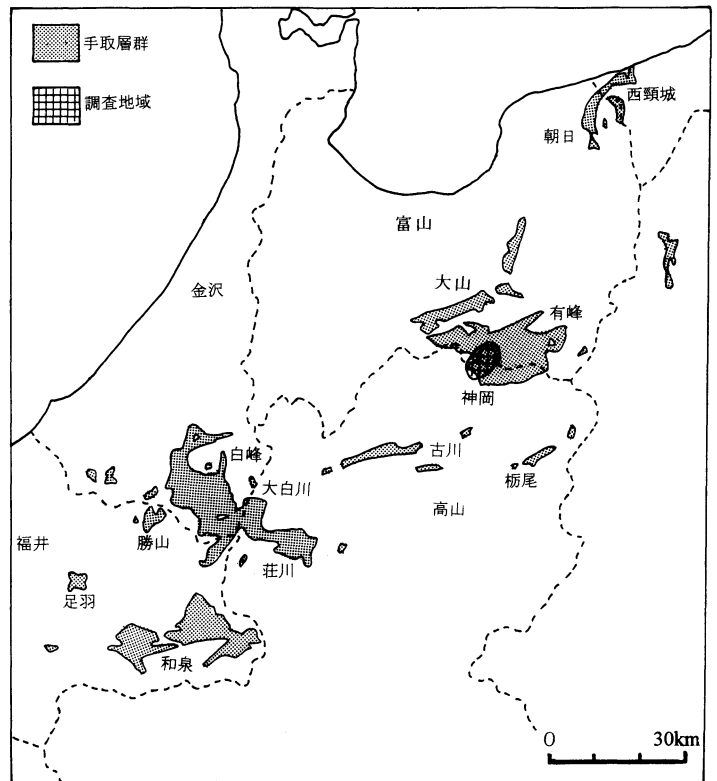 手取層群
調査地域
西頸城
朝日
富山
大山
金沢
有峰
神岡
白峰
古川
大白川
栃尾
高山
福井
勝山
荘川
足羽
和泉
0 30km